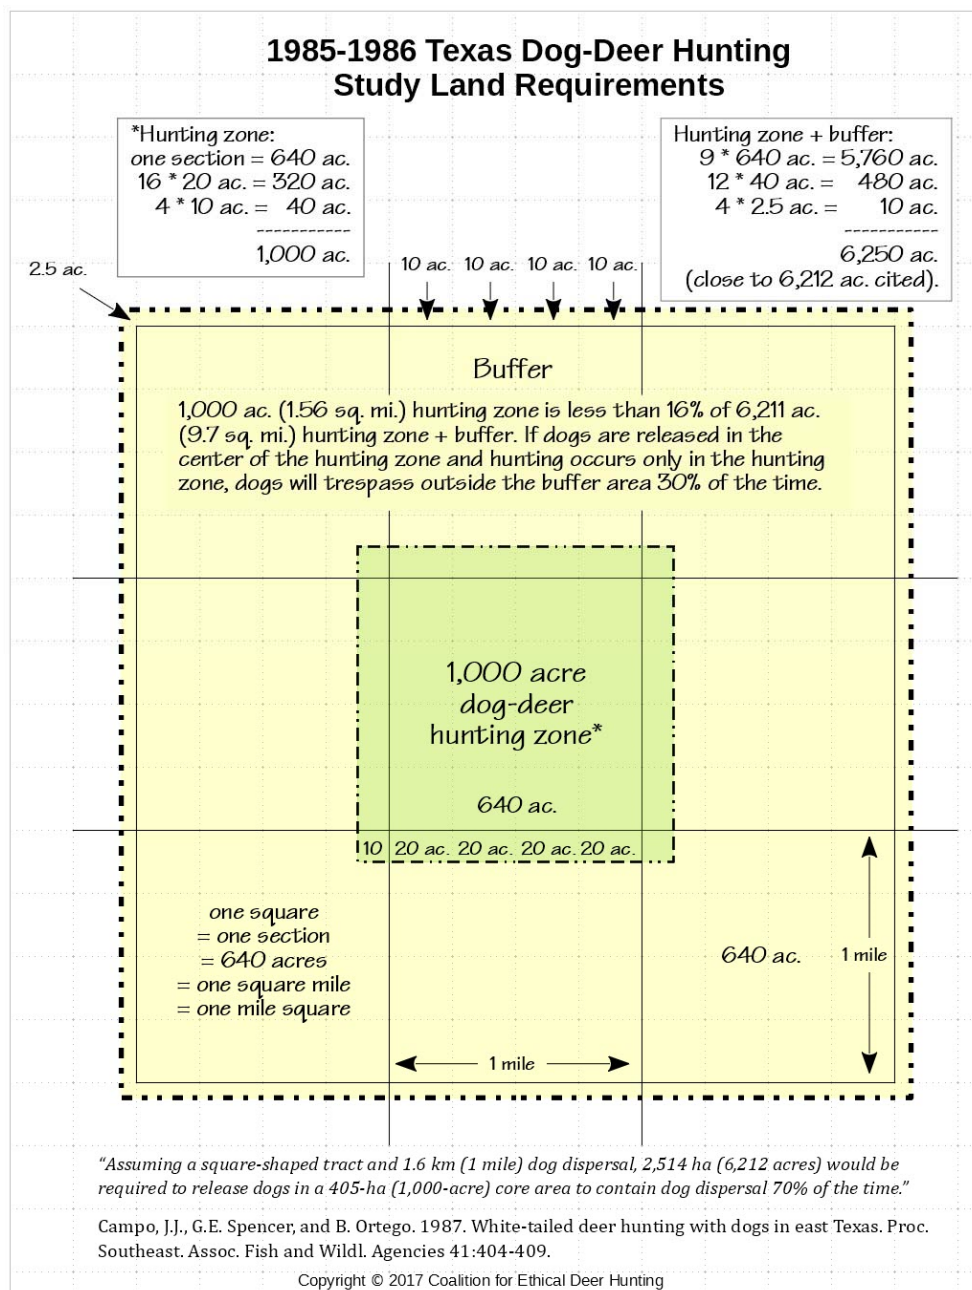 1985-1986 Texas Dog-Deer Hunting
Study Land Requirements
*Hunting zone:
one section = 640 ac.
16 * 20 ac. = 320 ac.
4 * 10 ac. = 40 ac.
-----------
1,000 ac.
Hunting zone + buffer:
9 * 640 ac. = 5,760 ac.
12 * 40 ac. = 480 ac.
4 * 2.5 ac. = 10 ac.
-----------
6,250 ac.
(close to 6,212 ac. cited).
2.5 ac.
10 ac. 10 ac. 10 ac. 10 ac.
Buffer
1,000 ac. (1.56 sq. mi.) hunting zone is less than 16% of 6,211 ac.
(9.7 sq. mi.) hunting zone + buffer. If dogs are released in the
center of the hunting zone and hunting occurs only in the hunting
zone, dogs will trespass outside the buffer area 30% of the time.
1,000 acre
dog-deer
hunting zone*
640 ac.
10 20 ac. 20 ac. 20 ac. 20 ac.
one square
= one section
= 640 acres
= one square mile
= one mile square
640 ac.
1 mile
1 mile
“Assuming a square-shaped tract and 1.6 km (1 mile) dog dispersal, 2,514 ha (6,212 acres) would be
required to release dogs in a 405-ha (1,000-acre) core area to contain dog dispersal 70% of the time.”
Campo, J.J., G.E. Spencer, and B. Ortego. 1987. White-tailed deer hunting with dogs in east Texas. Proc.
Southeast. Assoc. Fish and Wildl. Agencies 41:404-409.
Copyright © 2017 Coalition for Ethical Deer Hunting